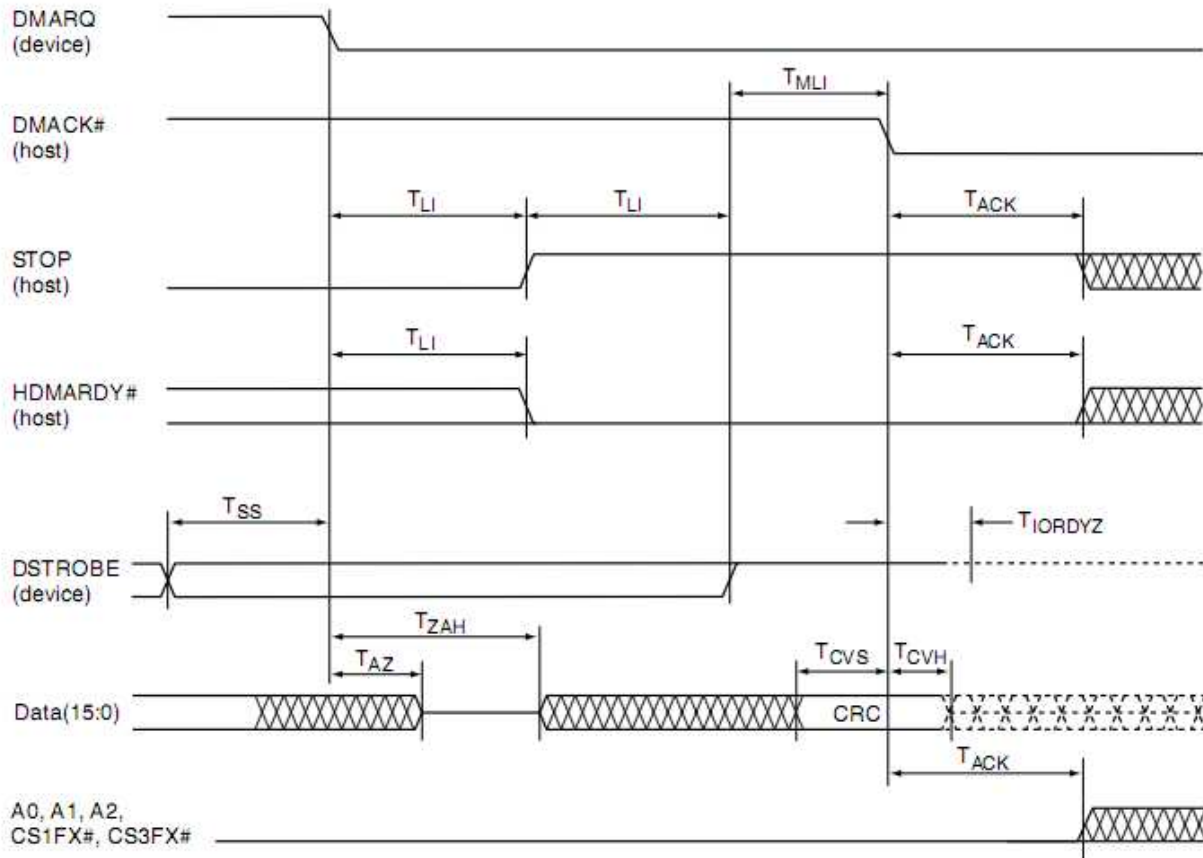 DMARQ
(device)
TMLI
DMACK#
(host)
TLI TLI TACK
STOP
(host)
TLI TACK
HDMARDY#
(host)
TSS TIORDYZ
DSTROBE
(device)
TZAH
TAZ TCVS TCVH
Data(15:0) CRC
TACK
A0, A1, A2,
CS1FX#, CS3FX#